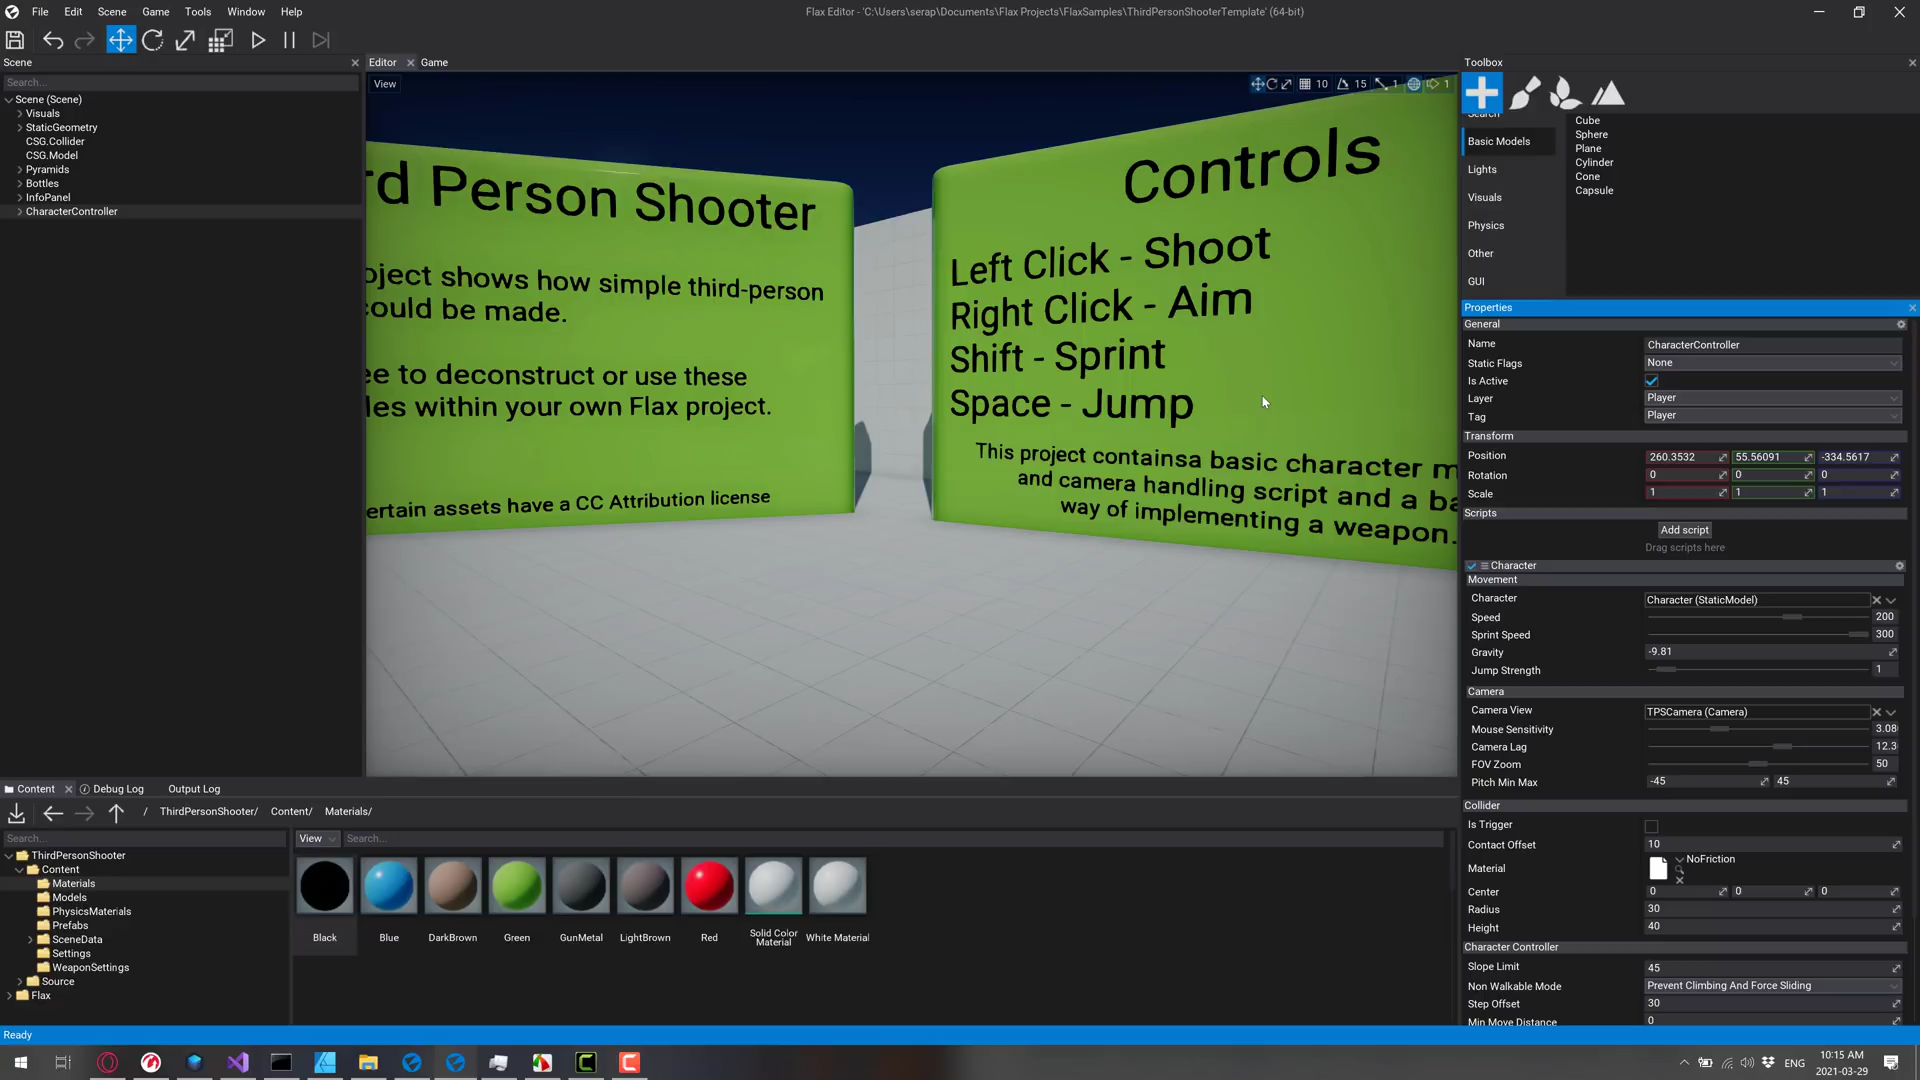 File Edit Scene Game Tools Window Help
Flax Editor - 'C:\Users\serap\Documents\Flax Projects\FlaxSamples\ThirdPersonShooterTemplate' (64-bit)
Scene
Search...
Scene (Scene)
Visuals
StaticGeometry
CSG.Collider
CSG.Model
Pyramids
Bottles
InfoPanel
CharacterController
Editor Game
View
10 15 1 1
rd Person Shooter
oject shows how simple third-person
could be made.
ee to deconstruct or use these
les within your own Flax project.
ertain assets have a CC Attribution license
Controls
Left Click - Shoot
Right Click - Aim
Shift - Sprint
Space - Jump
This project containsa basic character m
and camera handling script and a ba
way of implementing a weapon.
Toolbox
Search
Basic Models
Lights
Visuals
Physics
Other
GUI
Cube
Sphere
Plane
Cylinder
Cone
Capsule
Properties
General
Name CharacterController
Static Flags None
Is Active
Layer Player
Tag Player
Transform
Position 260.3532 55.56091 -334.5617
Rotation 0 0 0
Scale 1 1 1
Scripts
Add script
Drag scripts here
Character
Movement
Character Character (StaticModel)
Speed 200
Sprint Speed 300
Gravity -9.81
Jump Strength 1
Camera
Camera View TPSCamera (Camera)
Mouse Sensitivity 3.08
Camera Lag 12.3
FOV Zoom 50
Pitch Min Max -45 45
Collider
Is Trigger
Contact Offset 10
Material NoFriction
Center 0 0 0
Radius 30
Height 40
Character Controller
Slope Limit 45
Non Walkable Mode Prevent Climbing And Force Sliding
Step Offset 30
Min Move Distance 0
Content Debug Log Output Log
/ ThirdPersonShooter/ Content/ Materials/
Search...
ThirdPersonShooter
Content
Materials
Models
PhysicsMaterials
Prefabs
SceneData
Settings
WeaponSettings
Source
Flax
View Search...
Black
Blue
DarkBrown
Green
GunMetal
LightBrown
Red
Solid Color
Material
White Material
Ready
ENG
10:15 AM
2021-03-29